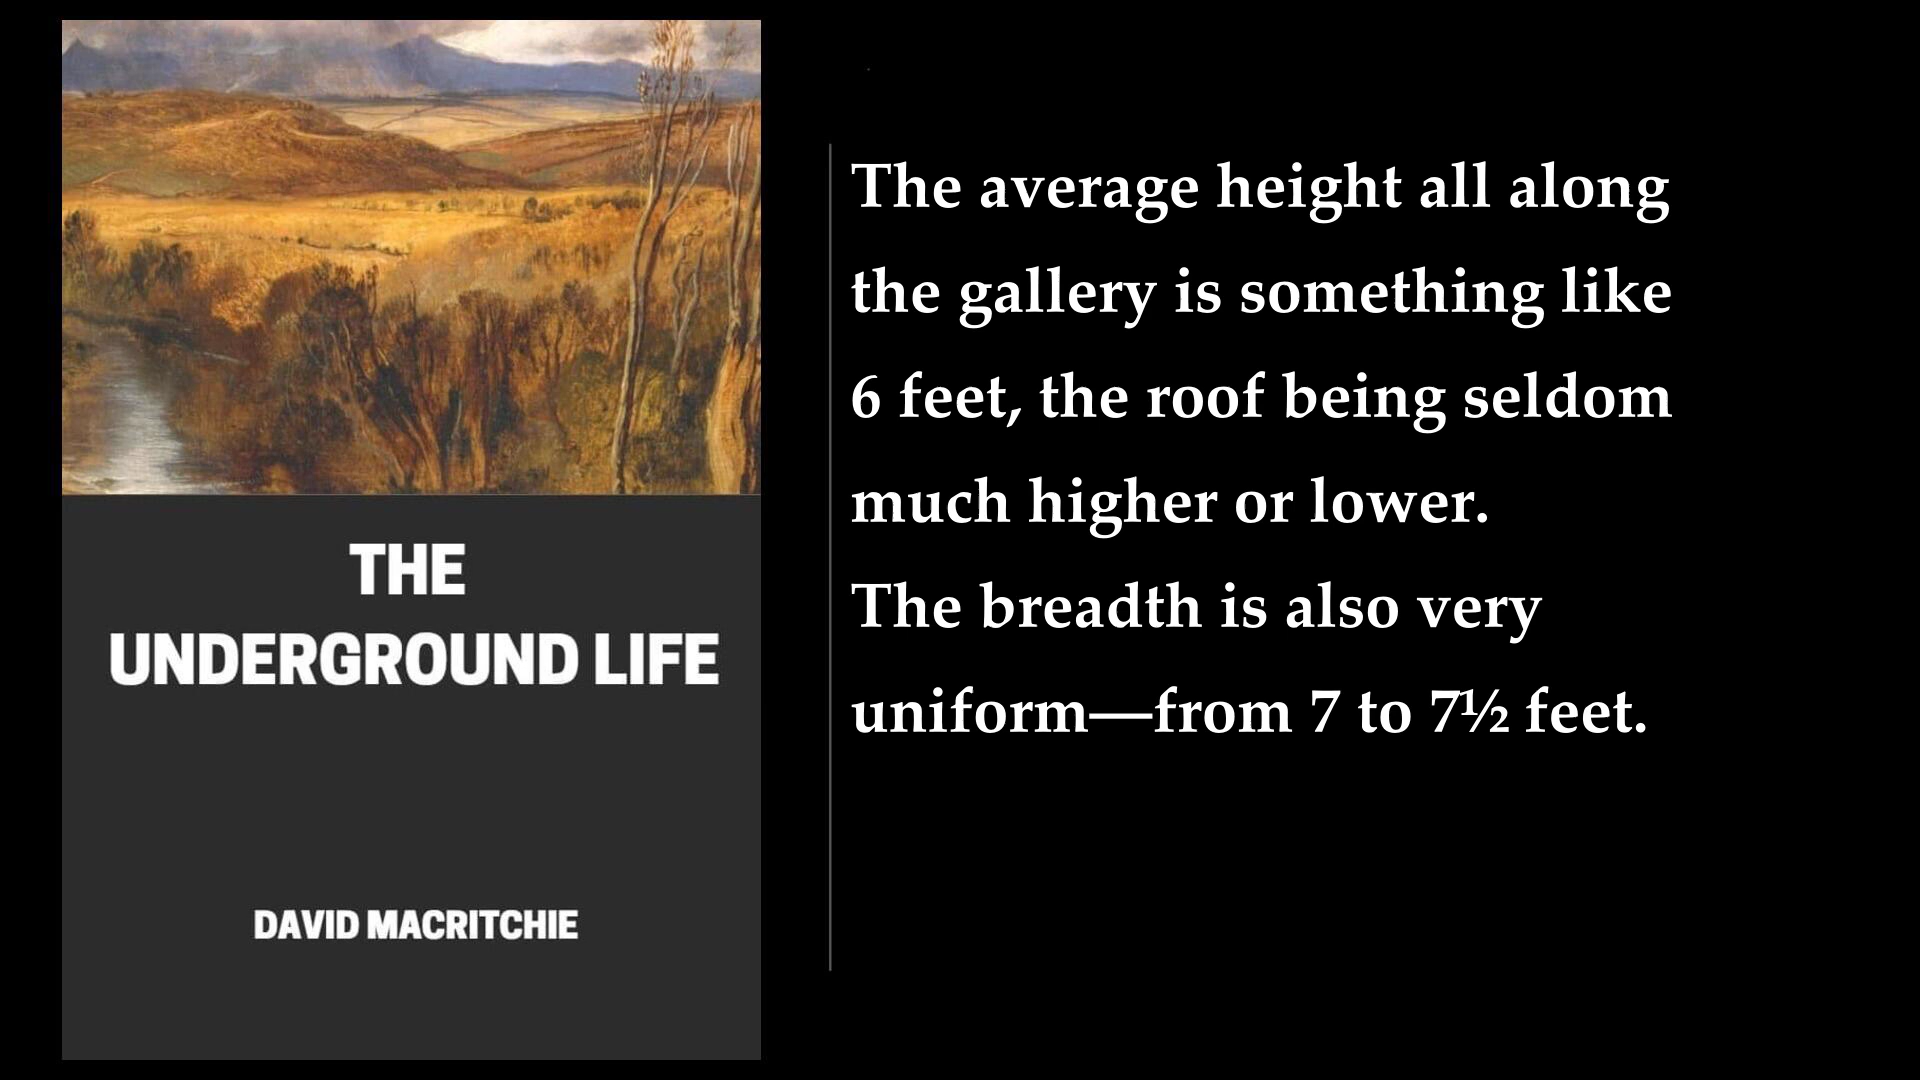 THE
UNDERGROUND LIFE
DAVID MACRITCHIE
The average height all along
the gallery is something like
6 feet, the roof being seldom
much higher or lower.
The breadth is also very
uniform—from 7 to 7½ feet.